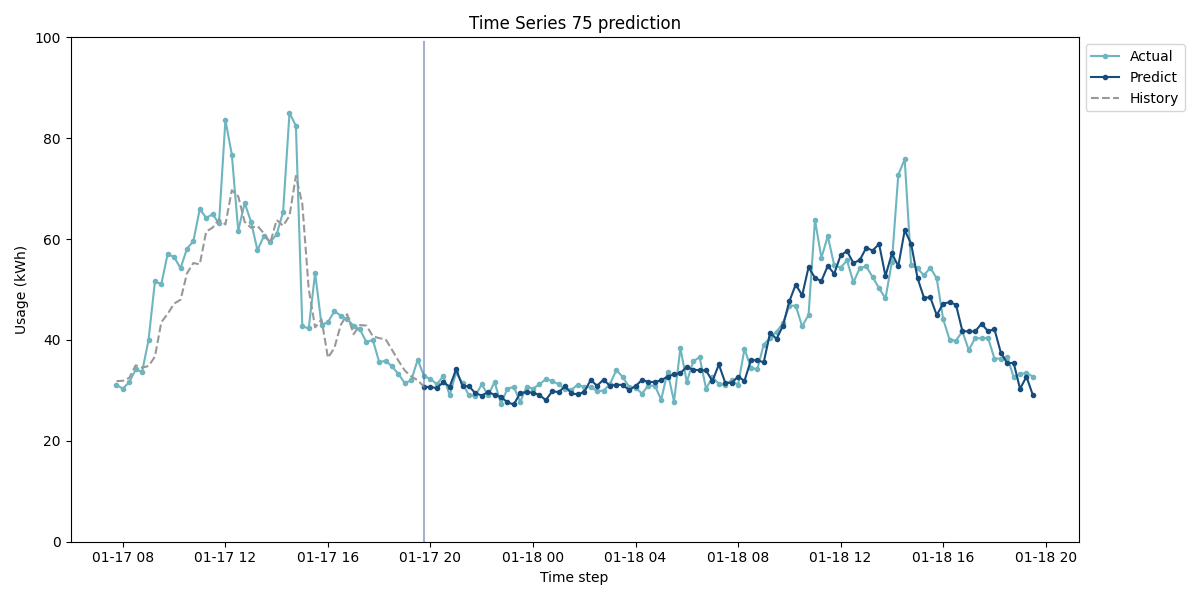 Time Series 75 prediction
100
80
60
40
20
0
Usage (kWh)
01-17 08
01-17 12
01-17 16
01-17 20
01-18 00
01-18 04
01-18 08
01-18 12
01-18 16
01-18 20
Time step
Actual
Predict
History